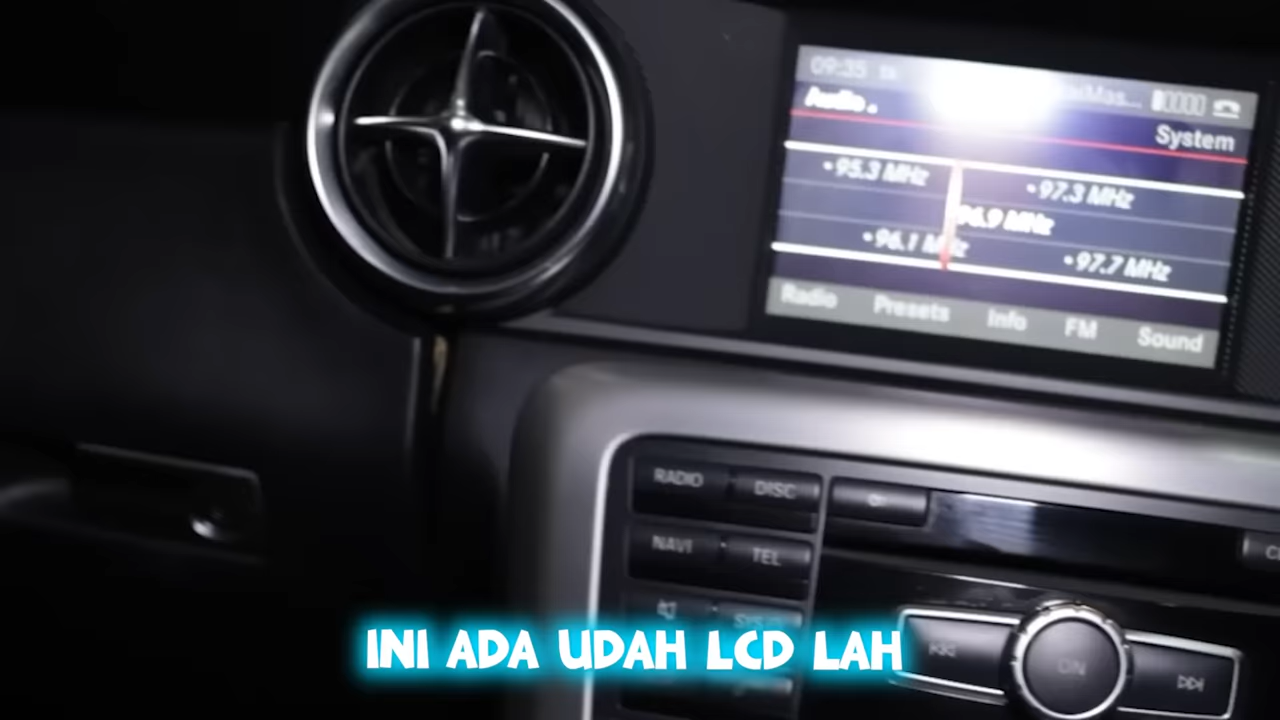 09:35
Audio
System
95.3 MHz
97.3 MHz
96.9 MHz
96.1 MHz
97.7 MHz
Radio Presets Info FM Sound
RADIO DISC
NAVI TEL
ON
INI ADA UDAH LCD LAH